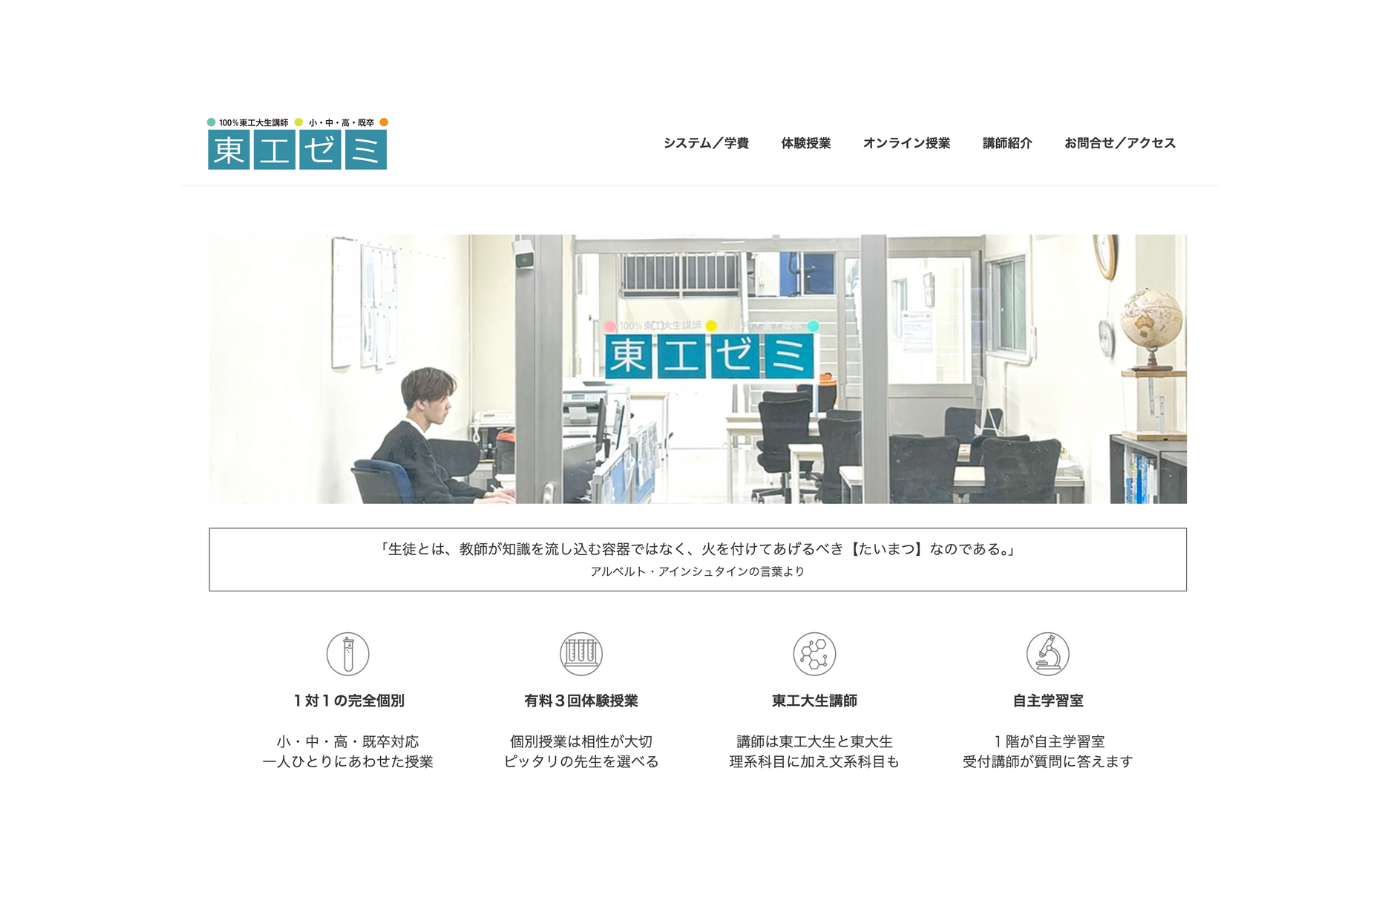 100%東工大生講師 小・中・高・既卒
東工ゼミ
システム／学費 体験授業 オンライン授業 講師紹介 お問合せ／アクセス
100%東工大生講師
東工ゼミ
「生徒とは、教師が知識を流し込む容器ではなく、火を付けてあげるべき【たいまつ】なのである。」
アルベルト・アインシュタインの言葉より
１対１の完全個別
小・中・高・既卒対応
一人ひとりにあわせた授業
有料３回体験授業
個別授業は相性が大切
ピッタリの先生を選べる
東工大生講師
講師は東工大生と東大生
理系科目に加え文系科目も
自主学習室
１階が自主学習室
受付講師が質問に答えます